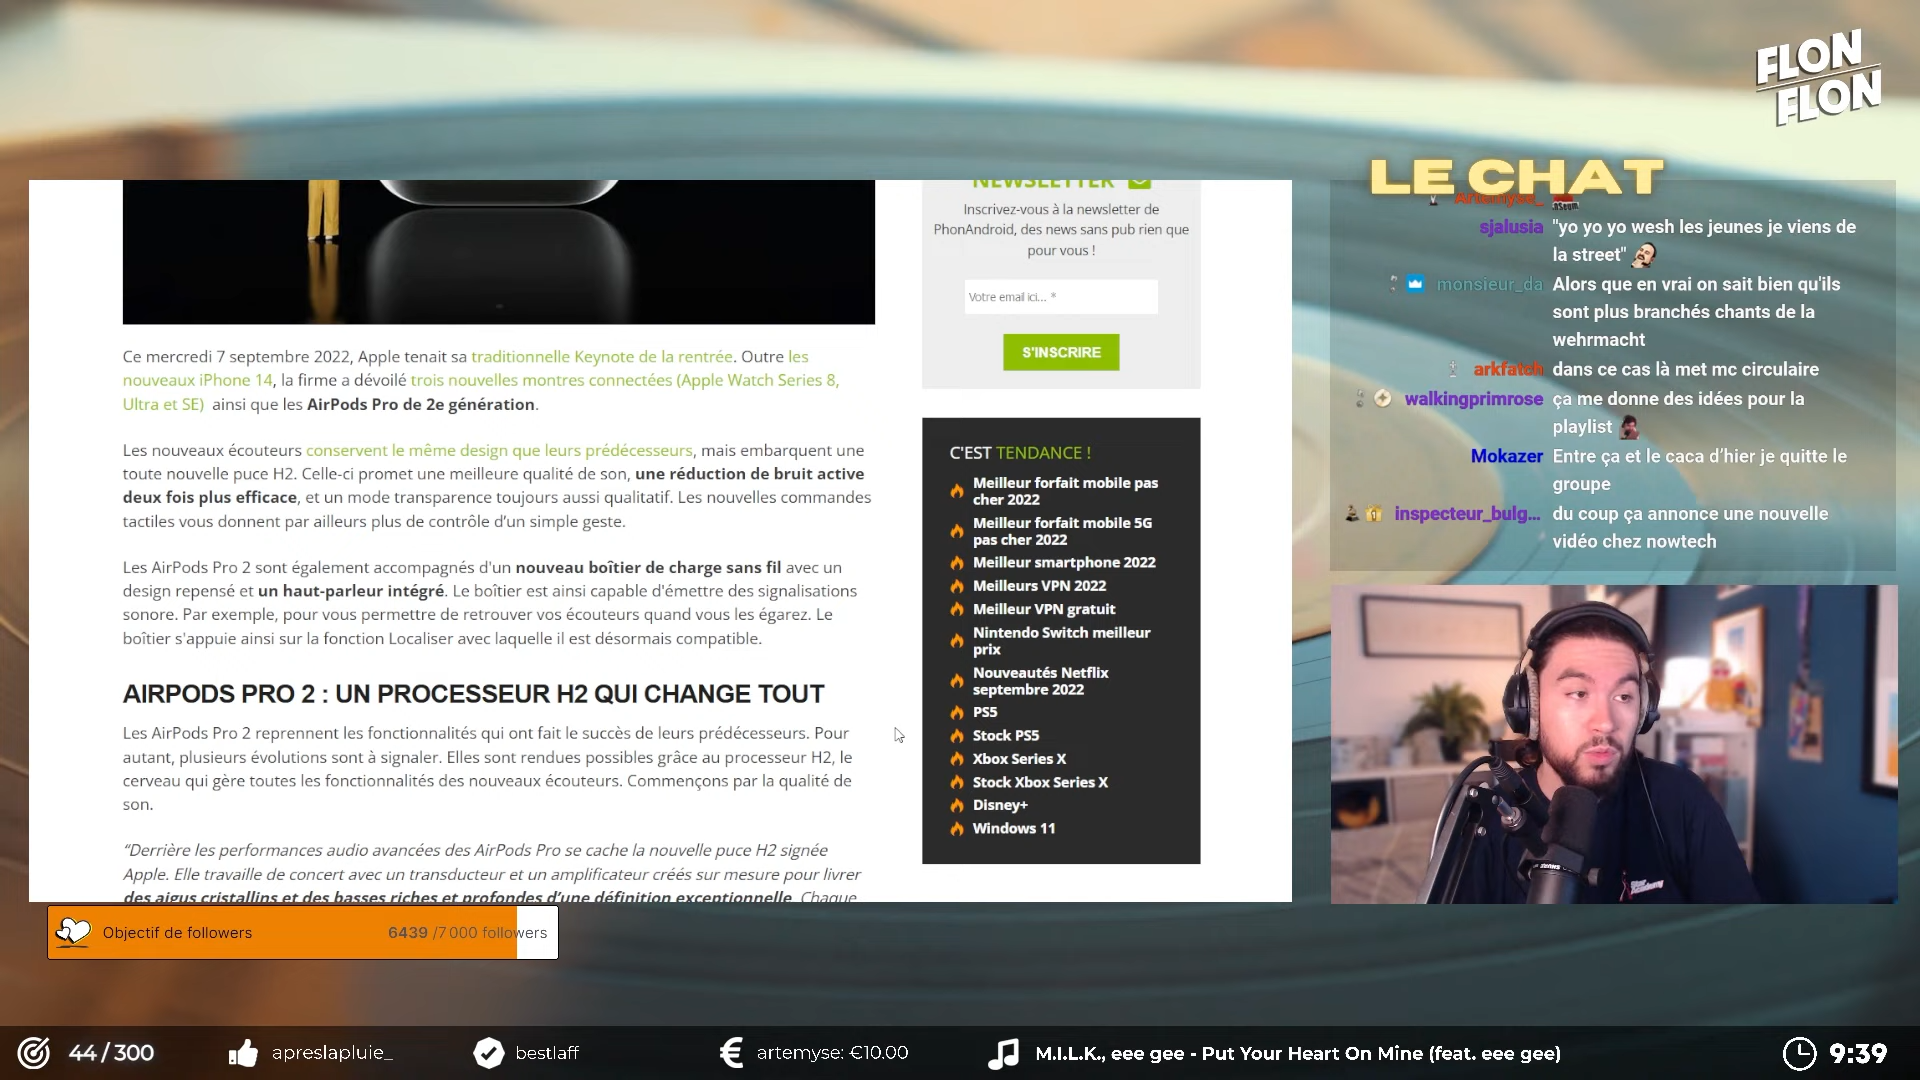 FLON
FLON
LE CHAT
NEWSLETTER
Inscrivez-vous à la newsletter de
PhonAndroid, des news sans pub rien que
pour vous !
Votre email ici... *
S'INSCRIRE
Ce mercredi 7 septembre 2022, Apple tenait sa traditionnelle Keynote de la rentrée. Outre les
nouveaux iPhone 14, la firme a dévoilé trois nouvelles montres connectées (Apple Watch Series 8,
Ultra et SE) ainsi que les AirPods Pro de 2e génération.
Les nouveaux écouteurs conservent le même design que leurs prédécesseurs, mais embarquent une
toute nouvelle puce H2. Celle-ci promet une meilleure qualité de son, une réduction de bruit active
deux fois plus efficace, et un mode transparence toujours aussi qualitatif. Les nouvelles commandes
tactiles vous donnent par ailleurs plus de contrôle d'un simple geste.
Les AirPods Pro 2 sont également accompagnés d'un nouveau boîtier de charge sans fil avec un
design repensé et un haut-parleur intégré. Le boîtier est ainsi capable d'émettre des signalisations
sonore. Par exemple, pour vous permettre de retrouver vos écouteurs quand vous les égarez. Le
boîtier s'appuie ainsi sur la fonction Localiser avec laquelle il est désormais compatible.
AIRPODS PRO 2 : UN PROCESSEUR H2 QUI CHANGE TOUT
Les AirPods Pro 2 reprennent les fonctionnalités qui ont fait le succès de leurs prédécesseurs. Pour
autant, plusieurs évolutions sont à signaler. Elles sont rendues possibles grâce au processeur H2, le
cerveau qui gère toutes les fonctionnalités des nouveaux écouteurs. Commençons par la qualité de
son.
“Derrière les performances audio avancées des AirPods Pro se cache la nouvelle puce H2 signée
Apple. Elle travaille de concert avec un transducteur et un amplificateur créés sur mesure pour livrer
des aigus cristallins et des basses riches et profondes d'une définition exceptionnelle. Chaque
C'EST TENDANCE !
Meilleur forfait mobile pas
cher 2022
Meilleur forfait mobile 5G
pas cher 2022
Meilleur smartphone 2022
Meilleurs VPN 2022
Meilleur VPN gratuit
Nintendo Switch meilleur
prix
Nouveautés Netflix
septembre 2022
PS5
Stock PS5
Xbox Series X
Stock Xbox Series X
Disney+
Windows 11
Artemyse_
sjalusia "yo yo yo wesh les jeunes je viens de
la street"
monsieur_da Alors que en vrai on sait bien qu'ils
sont plus branchés chants de la
wehrmacht
arkfatch dans ce cas là met mc circulaire
walkingprimrose ça me donne des idées pour la
playlist
Mokazer Entre ça et le caca d’hier je quitte le
groupe
inspecteur_bulg... du coup ça annonce une nouvelle
vidéo chez nowtech
Objectif de followers 6439 /7 000 followers
44 / 300
apreslapluie_
bestlaff
artemyse: €10.00
M.I.L.K., eee gee - Put Your Heart On Mine (feat. eee gee)
9:39